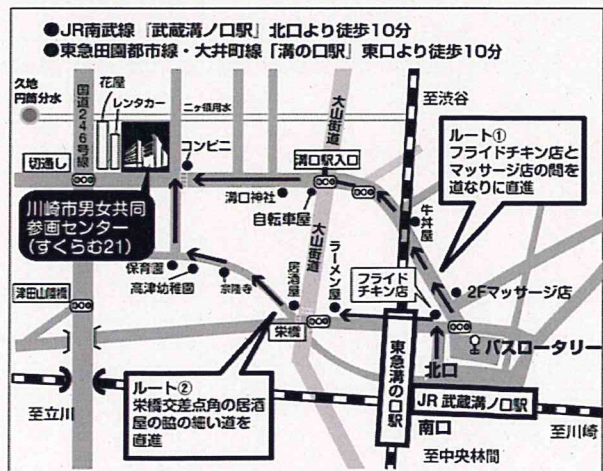 ●JR南武線『武蔵溝ノ口駅』北口より徒歩10分
●東急田園都市線・大井町線「溝の口駅」東口より徒歩10分
久地
円筒分水
国道246号線
花屋
レンタカー
二ヶ領用水
コンビニ
大山街道
至渋谷
切通し
溝口駅入口
ルート①
フライドチキン店と
マッサージ店の間を
道なりに直進
川崎市男女共同
参画センター
(すくらむ21)
溝口神社
自転車屋
牛丼屋
大山街道
ラーメン屋
居酒屋
フライド
チキン店
2Fマッサージ店
保育園
高津幼稚園
宗隆寺
津田山陸橋
栄橋
バスロータリー
北口
東急溝の口駅
JR 武蔵溝ノ口駅
南口
ルート②
栄橋交差点角の居酒
屋の脇の細い道を
直進
至立川
至川崎
至中央林間